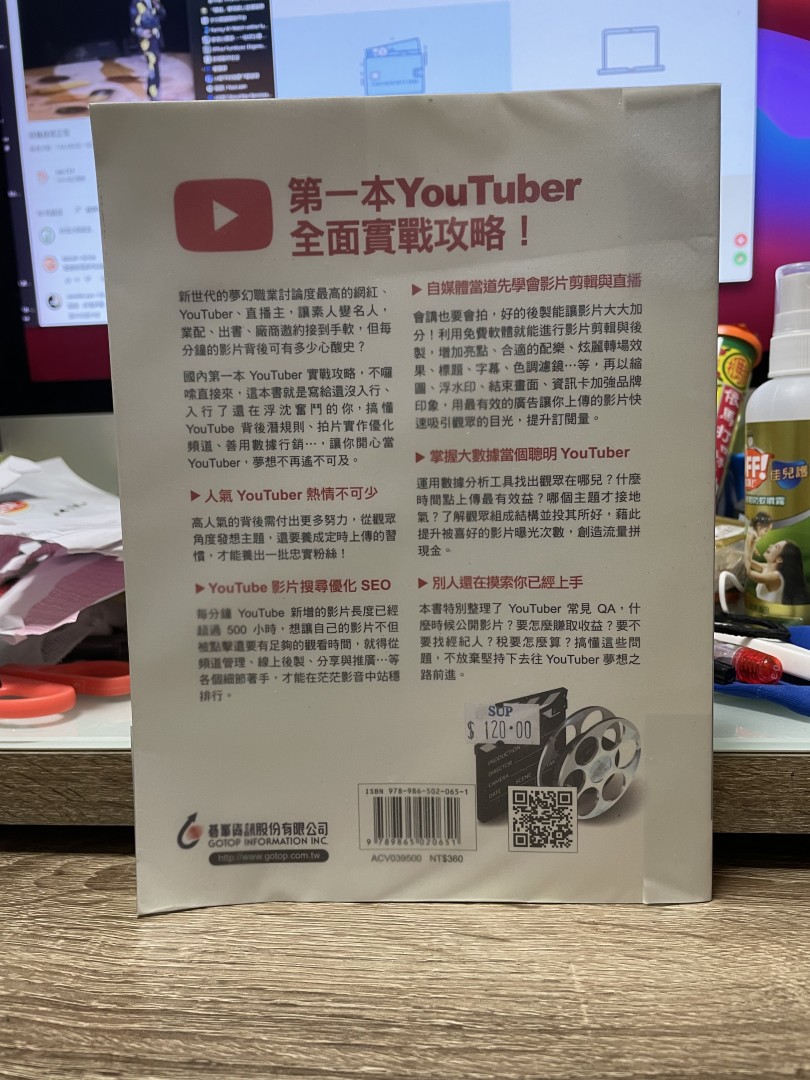 第一本YouTuber
全面實戰攻略！
新世代的夢幻職業討論度最高的網紅、
YouTuber、直播主，讓素人變名人，
業配、出書、廠商邀約接到手軟，但每
分鐘的影片背後可有多少心酸史？
國內第一本 YouTuber 實戰攻略，不囉
嗦直接來，這本書就是寫給還沒入行、
入行了還在浮沈奮鬥的你，搞懂
YouTube 背後潛規則、拍片實作優化
頻道、善用數據行銷…，讓你開心當
YouTuber，夢想不再遙不可及。
▶人氣 YouTuber 熱情不可少
高人氣的背後需付出更多努力，從觀眾
角度發想主題，還要養成定時上傳的習
慣，才能養出一批忠實粉絲！
▶YouTube 影片搜尋優化 SEO
每分鐘 YouTube 新增的影片長度已經
超過 500 小時，想讓自己的影片不但
被點擊還要有足夠的觀看時間，就得從
頻道管理、線上後製、分享與推廣…等
各個細節著手，才能在茫茫影音中站穩
排行。
▶自媒體當道先學會影片剪輯與直播
會講也要會拍，好的後製能讓影片大大加
分！利用免費軟體就能進行影片剪輯與後
製，增加亮點、合適的配樂、炫麗轉場效
果、標題、字幕、色調濾鏡…等，再以縮
圖、浮水印、結束畫面、資訊卡加強品牌
印象，用最有效的廣告讓你上傳的影片快
速吸引觀眾的目光，提升訂閱量。
▶掌握大數據當個聰明 YouTuber
運用數據分析工具找出觀眾在哪兒？什麼
時間點上傳最有效益？哪個主題才接地
氣？了解觀眾組成結構並投其所好，藉此
提升被喜好的影片曝光次數，創造流量拼
現金。
▶別人還在摸索你已經上手
本書特別整理了 YouTuber 常見 QA，什
麼時候公開影片？要怎麼賺取收益？要不
要找經紀人？稅要怎麼算？搞懂這些問
題，不放棄堅持下去往 YouTuber 夢想之
路前進。
SUP
$ 120·00
PRODUCTION
DIRECTOR
CAMERA
DATE SCENE
ISBN 978-986-502-065-1
9 789865 020651
ACV039500 NT$360
碁峯資訊股份有限公司
GOTOP INFORMATION INC.
http://www.gotop.com.tw
佳兒護